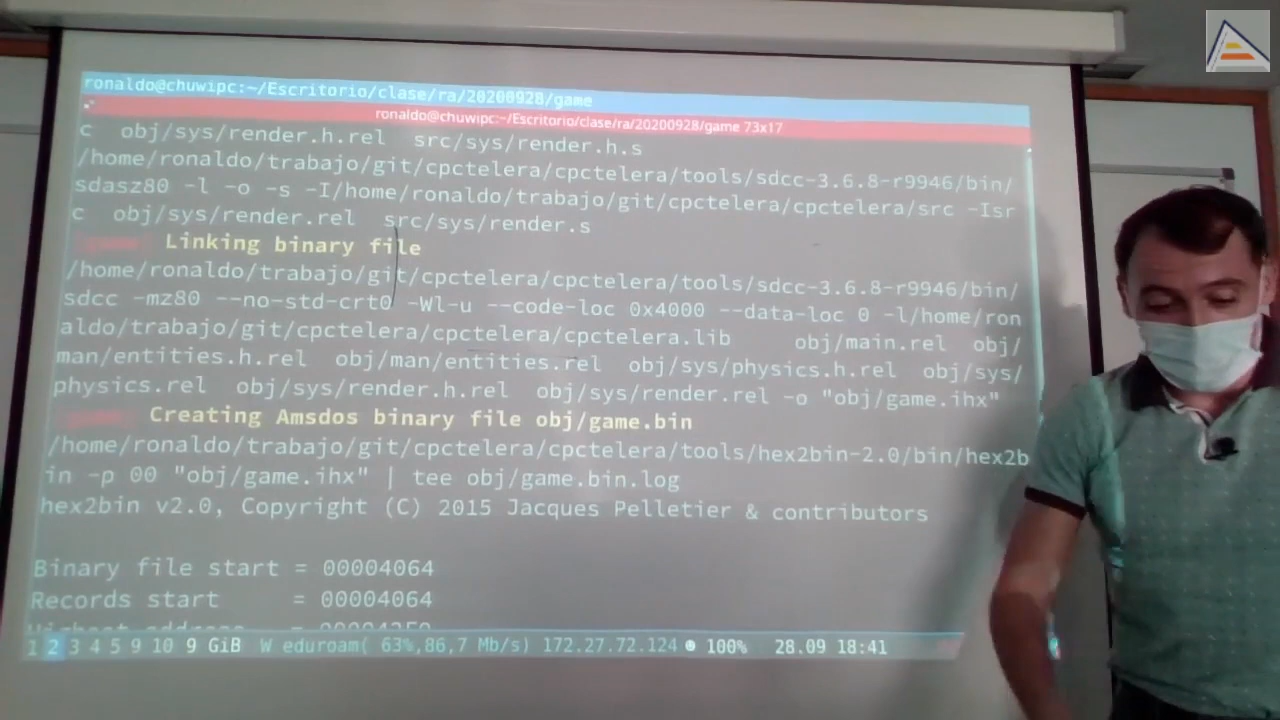 ronaldo@chuwipc:~/Escritorio/clase/ra/20200928/game
ronaldo@chuwipc:~/Escritorio/clase/ra/20200928/game 73x17
c obj/sys/render.h.rel src/sys/render.h.s
/home/ronaldo/trabajo/git/cpctelera/cpctelera/tools/sdcc-3.6.8-r9946/bin/
sdasz80 -l -o -s -I/home/ronaldo/trabajo/git/cpctelera/cpctelera/src -Isr
c obj/sys/render.rel src/sys/render.s
Linking binary file
/home/ronaldo/trabajo/git/cpctelera/cpctelera/tools/sdcc-3.6.8-r9946/bin/
sdcc -mz80 --no-std-crt0 -Wl-u --code-loc 0x4000 --data-loc 0 -l/home/ron
aldo/trabajo/git/cpctelera/cpctelera/cpctelera.lib obj/main.rel obj/
man/entities.h.rel obj/man/entities.rel obj/sys/physics.h.rel obj/sys/
physics.rel obj/sys/render.h.rel obj/sys/render.rel -o "obj/game.ihx"
Creating Amsdos binary file obj/game.bin
/home/ronaldo/trabajo/git/cpctelera/cpctelera/tools/hex2bin-2.0/bin/hex2b
in -p 00 "obj/game.ihx" | tee obj/game.bin.log
hex2bin v2.0, Copyright (C) 2015 Jacques Pelletier & contributors
Binary file start = 00004064
Records start = 00004064
1 2 3 4 5 9 10 9 GiB W eduroam( 63%,86,7 Mb/s) 172.27.72.124 100% 28.09 18:41